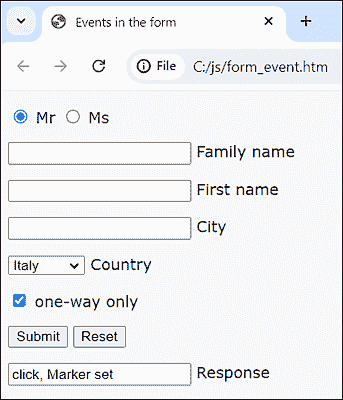 Events in the form
File C:/js/form_event.htm
Mr Ms
Family name
First name
City
Italy Country
one-way only
Submit Reset
click, Marker set Response